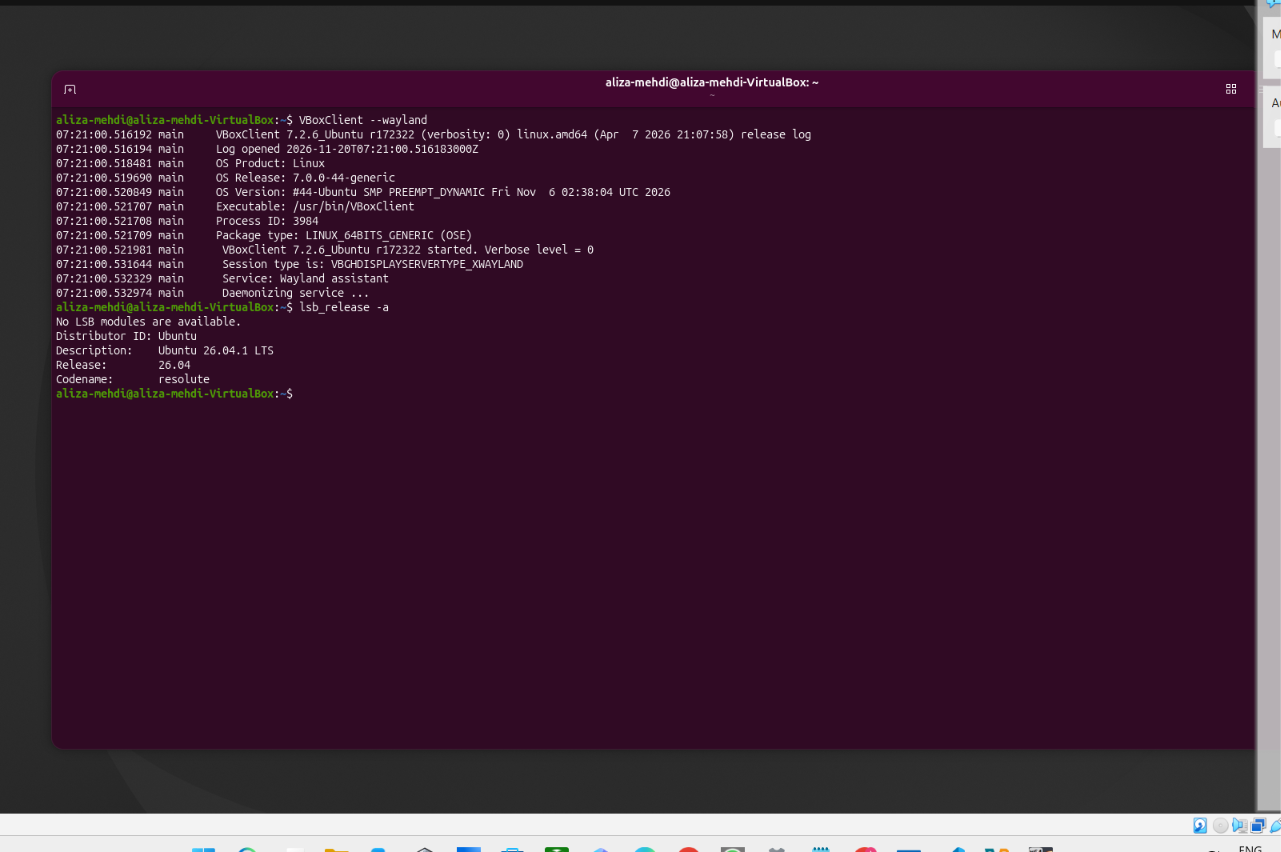 aliza-mehdi@aliza-mehdi-VirtualBox: ~
~
aliza-mehdi@aliza-mehdi-VirtualBox:~$ VBoxClient --wayland
07:21:00.516192 main     VBoxClient 7.2.6_Ubuntu r172322 (verbosity: 0) linux.amd64 (Apr  7 2026 21:07:58) release log
07:21:00.516194 main     Log opened 2026-11-20T07:21:00.516183000Z
07:21:00.518481 main     OS Product: Linux
07:21:00.519690 main     OS Release: 7.0.0-44-generic
07:21:00.520849 main     OS Version: #44-Ubuntu SMP PREEMPT_DYNAMIC Fri Nov  6 02:38:04 UTC 2026
07:21:00.521707 main     Executable: /usr/bin/VBoxClient
07:21:00.521708 main     Process ID: 3984
07:21:00.521709 main     Package type: LINUX_64BITS_GENERIC (OSE)
07:21:00.521981 main      VBoxClient 7.2.6_Ubuntu r172322 started. Verbose level = 0
07:21:00.531644 main      Session type is: VBGHDISPLAYSERVERTYPE_XWAYLAND
07:21:00.532329 main      Service: Wayland assistant
07:21:00.532974 main      Daemonizing service ...
aliza-mehdi@aliza-mehdi-VirtualBox:~$ lsb_release -a
No LSB modules are available.
Distributor ID: Ubuntu
Description:    Ubuntu 26.04.1 LTS
Release:        26.04
Codename:       resolute
aliza-mehdi@aliza-mehdi-VirtualBox:~$
ENG